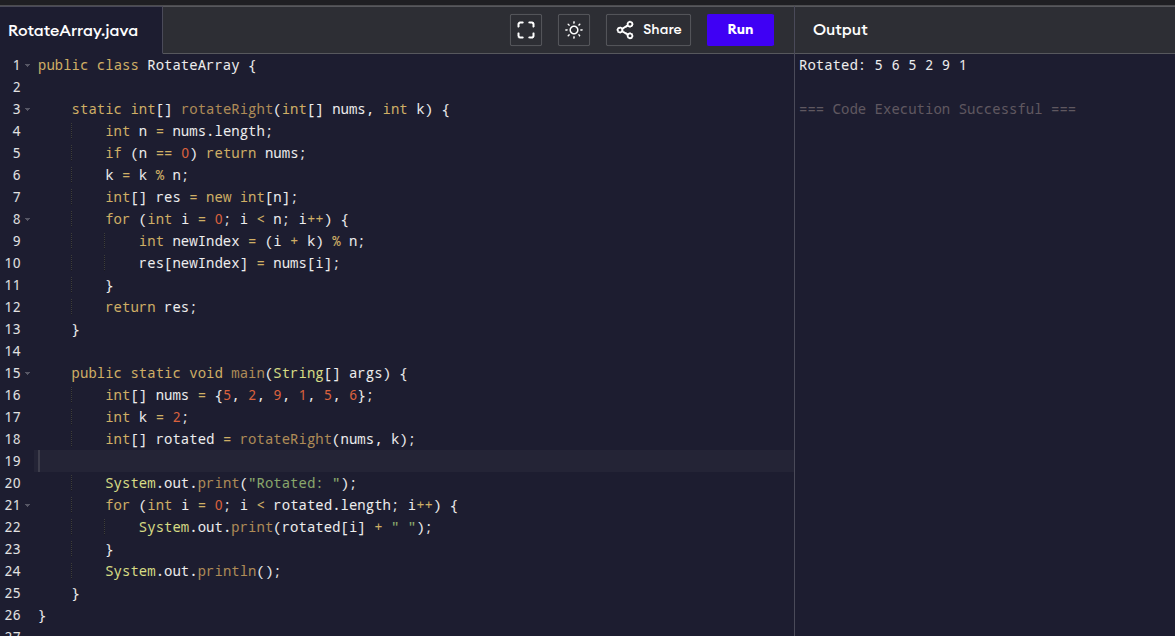 RotateArray.java
Share
Run
Output
1 public class RotateArray {
2
3     static int[] rotateRight(int[] nums, int k) {
4         int n = nums.length;
5         if (n == 0) return nums;
6         k = k % n;
7         int[] res = new int[n];
8         for (int i = 0; i < n; i++) {
9             int newIndex = (i + k) % n;
10             res[newIndex] = nums[i];
11         }
12         return res;
13     }
14
15     public static void main(String[] args) {
16         int[] nums = {5, 2, 9, 1, 5, 6};
17         int k = 2;
18         int[] rotated = rotateRight(nums, k);
19
20         System.out.print("Rotated: ");
21         for (int i = 0; i < rotated.length; i++) {
22             System.out.print(rotated[i] + " ");
23         }
24         System.out.println();
25     }
26 }
27
Rotated: 5 6 5 2 9 1
=== Code Execution Successful ===